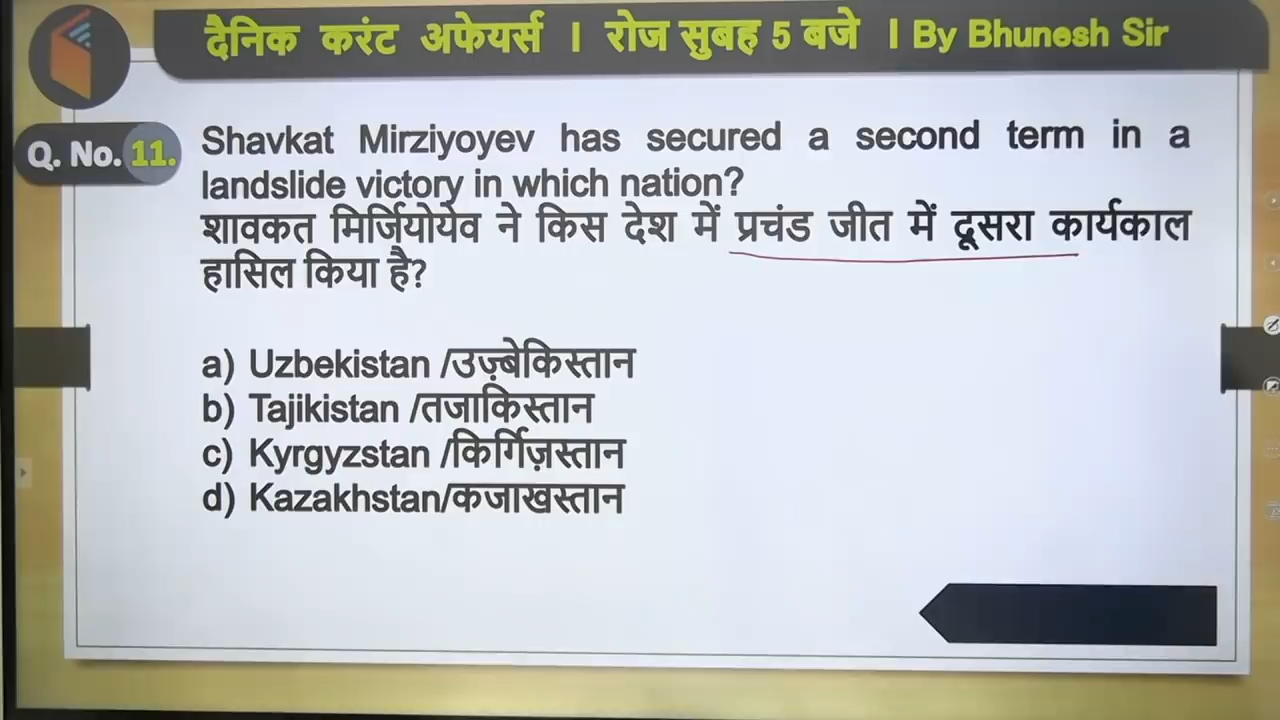 दैनिक करंट अफेयर्स । रोज सुबह 5 बजे । By Bhunesh Sir
Q. No. 11.
Shavkat Mirziyoyev has secured a second term in a
landslide victory in which nation?
शावकत मिर्जियोयेव ने किस देश में प्रचंड जीत में दूसरा कार्यकाल
हासिल किया है?
a) Uzbekistan /उज़्बेकिस्तान
b) Tajikistan /तजाकिस्तान
c) Kyrgyzstan /किर्गिज़स्तान
d) Kazakhstan/कजाखस्तान